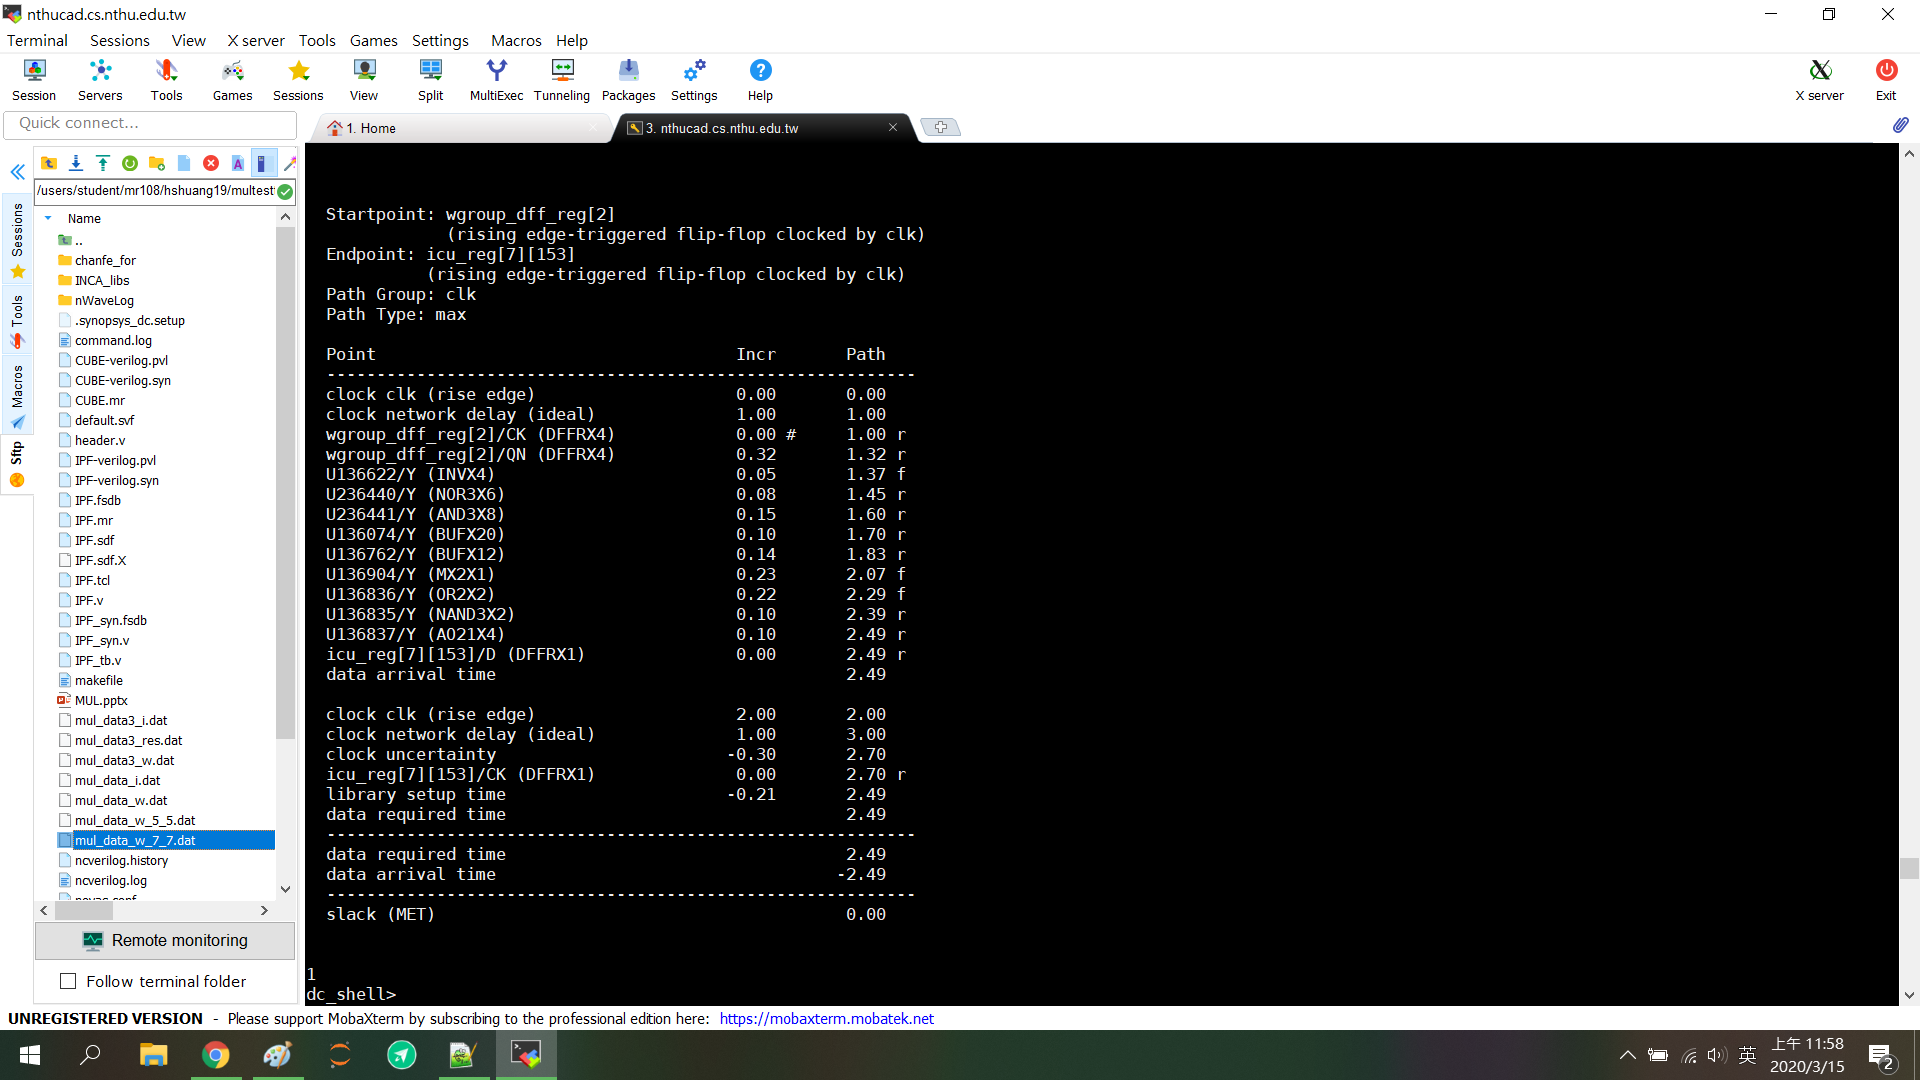 nthucad.cs.nthu.edu.tw
Terminal Sessions View X server Tools Games Settings Macros Help
Session Servers Tools Games Sessions View Split MultiExec Tunneling Packages Settings Help X server Exit
Quick connect...
1. Home
3. nthucad.cs.nthu.edu.tw
Sessions
Tools
Macros
Sftp
/users/student/mr108/hshuang19/multest
Name
..
chanfe_for
INCA_libs
nWaveLog
.synopsys_dc.setup
command.log
CUBE-verilog.pvl
CUBE-verilog.syn
CUBE.mr
default.svf
header.v
IPF-verilog.pvl
IPF-verilog.syn
IPF.fsdb
IPF.mr
IPF.sdf
IPF.sdf.X
IPF.tcl
IPF.v
IPF_syn.fsdb
IPF_syn.v
IPF_tb.v
makefile
MUL.pptx
mul_data3_i.dat
mul_data3_res.dat
mul_data3_w.dat
mul_data_i.dat
mul_data_w.dat
mul_data_w_5_5.dat
mul_data_w_7_7.dat
ncverilog.history
ncverilog.log
Remote monitoring
Follow terminal folder
Startpoint: wgroup_dff_reg[2]
(rising edge-triggered flip-flop clocked by clk)
Endpoint: icu_reg[7][153]
(rising edge-triggered flip-flop clocked by clk)
Path Group: clk
Path Type: max
Point Incr Path
-----------------------------------------------------------
clock clk (rise edge) 0.00 0.00
clock network delay (ideal) 1.00 1.00
wgroup_dff_reg[2]/CK (DFFRX4) 0.00 # 1.00 r
wgroup_dff_reg[2]/QN (DFFRX4) 0.32 1.32 r
U136622/Y (INVX4) 0.05 1.37 f
U236440/Y (NOR3X6) 0.08 1.45 r
U236441/Y (AND3X8) 0.15 1.60 r
U136074/Y (BUFX20) 0.10 1.70 r
U136762/Y (BUFX12) 0.14 1.83 r
U136904/Y (MX2X1) 0.23 2.07 f
U136836/Y (OR2X2) 0.22 2.29 f
U136835/Y (NAND3X2) 0.10 2.39 r
U136837/Y (AO21X4) 0.10 2.49 r
icu_reg[7][153]/D (DFFRX1) 0.00 2.49 r
data arrival time 2.49
clock clk (rise edge) 2.00 2.00
clock network delay (ideal) 1.00 3.00
clock uncertainty -0.30 2.70
icu_reg[7][153]/CK (DFFRX1) 0.00 2.70 r
library setup time -0.21 2.49
data required time 2.49
-----------------------------------------------------------
data required time 2.49
data arrival time -2.49
-----------------------------------------------------------
slack (MET) 0.00
1
dc_shell>
UNREGISTERED VERSION - Please support MobaXterm by subscribing to the professional edition here: https://mobaxterm.mobatek.net
英
上午 11:58
2020/3/15
2